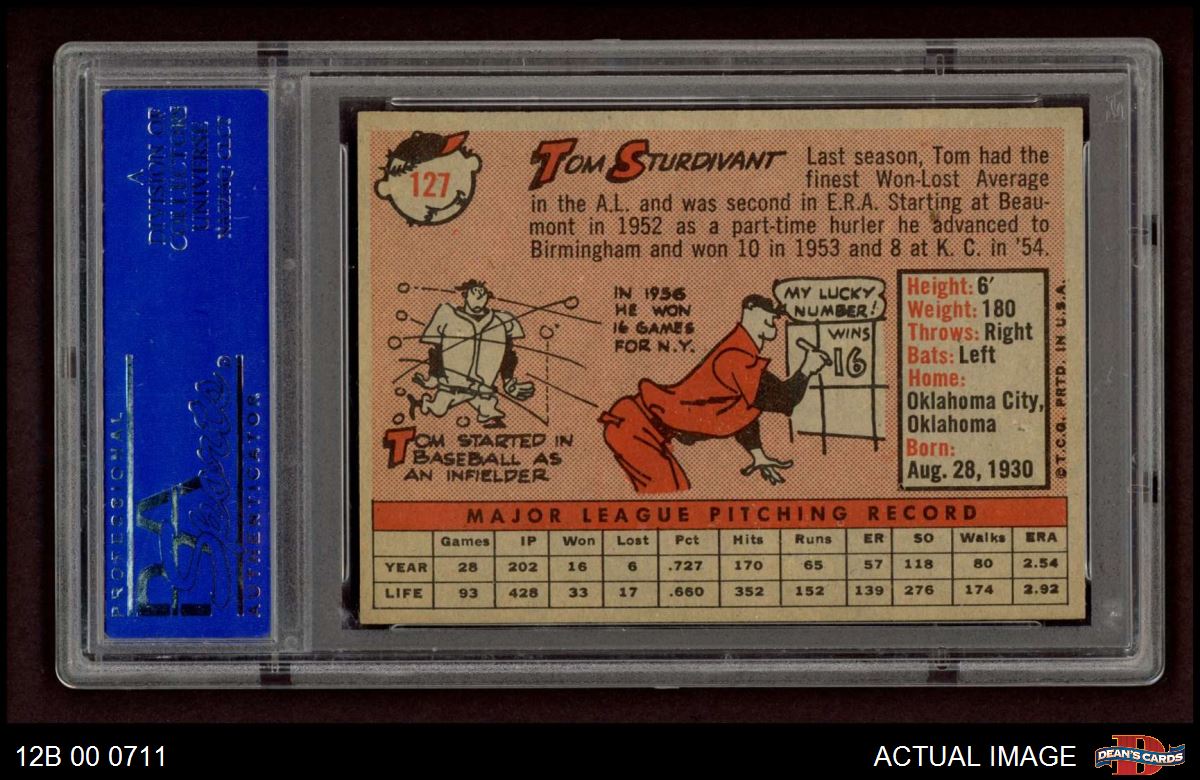 A
DIVISION OF
COLLECTORS
UNIVERSE
NAZDAQ: CLCT
PROFESSIONAL
PSA
Sports
AUTHENTICATOR
127
TOM STURDIVANT
Last season, Tom had the
finest Won-Lost Average
in the A.L. and was second in E.R.A. Starting at Beau-
mont in 1952 as a part-time hurler he advanced to
Birmingham and won 10 in 1953 and 8 at K. C. in '54.
TOM STARTED IN
BASEBALL AS
AN INFIELDER
IN 1956
HE WON
16 GAMES
FOR N.Y.
MY LUCKY
NUMBER!
WINS
16
Height: 6'
Weight: 180
Throws: Right
Bats: Left
Home:
Oklahoma City,
Oklahoma
Born:
Aug. 28, 1930
© T.C.G. PRTD. IN U.S.A.
MAJOR LEAGUE PITCHING RECORD
Games IP Won Lost Pct Hits Runs ER SO Walks ERA
YEAR 28 202 16 6 .727 170 65 57 118 80 2.54
LIFE 93 428 33 17 .660 352 152 139 276 174 2.92
12B 00 0711
ACTUAL IMAGE
D
DEAN'S CARDS